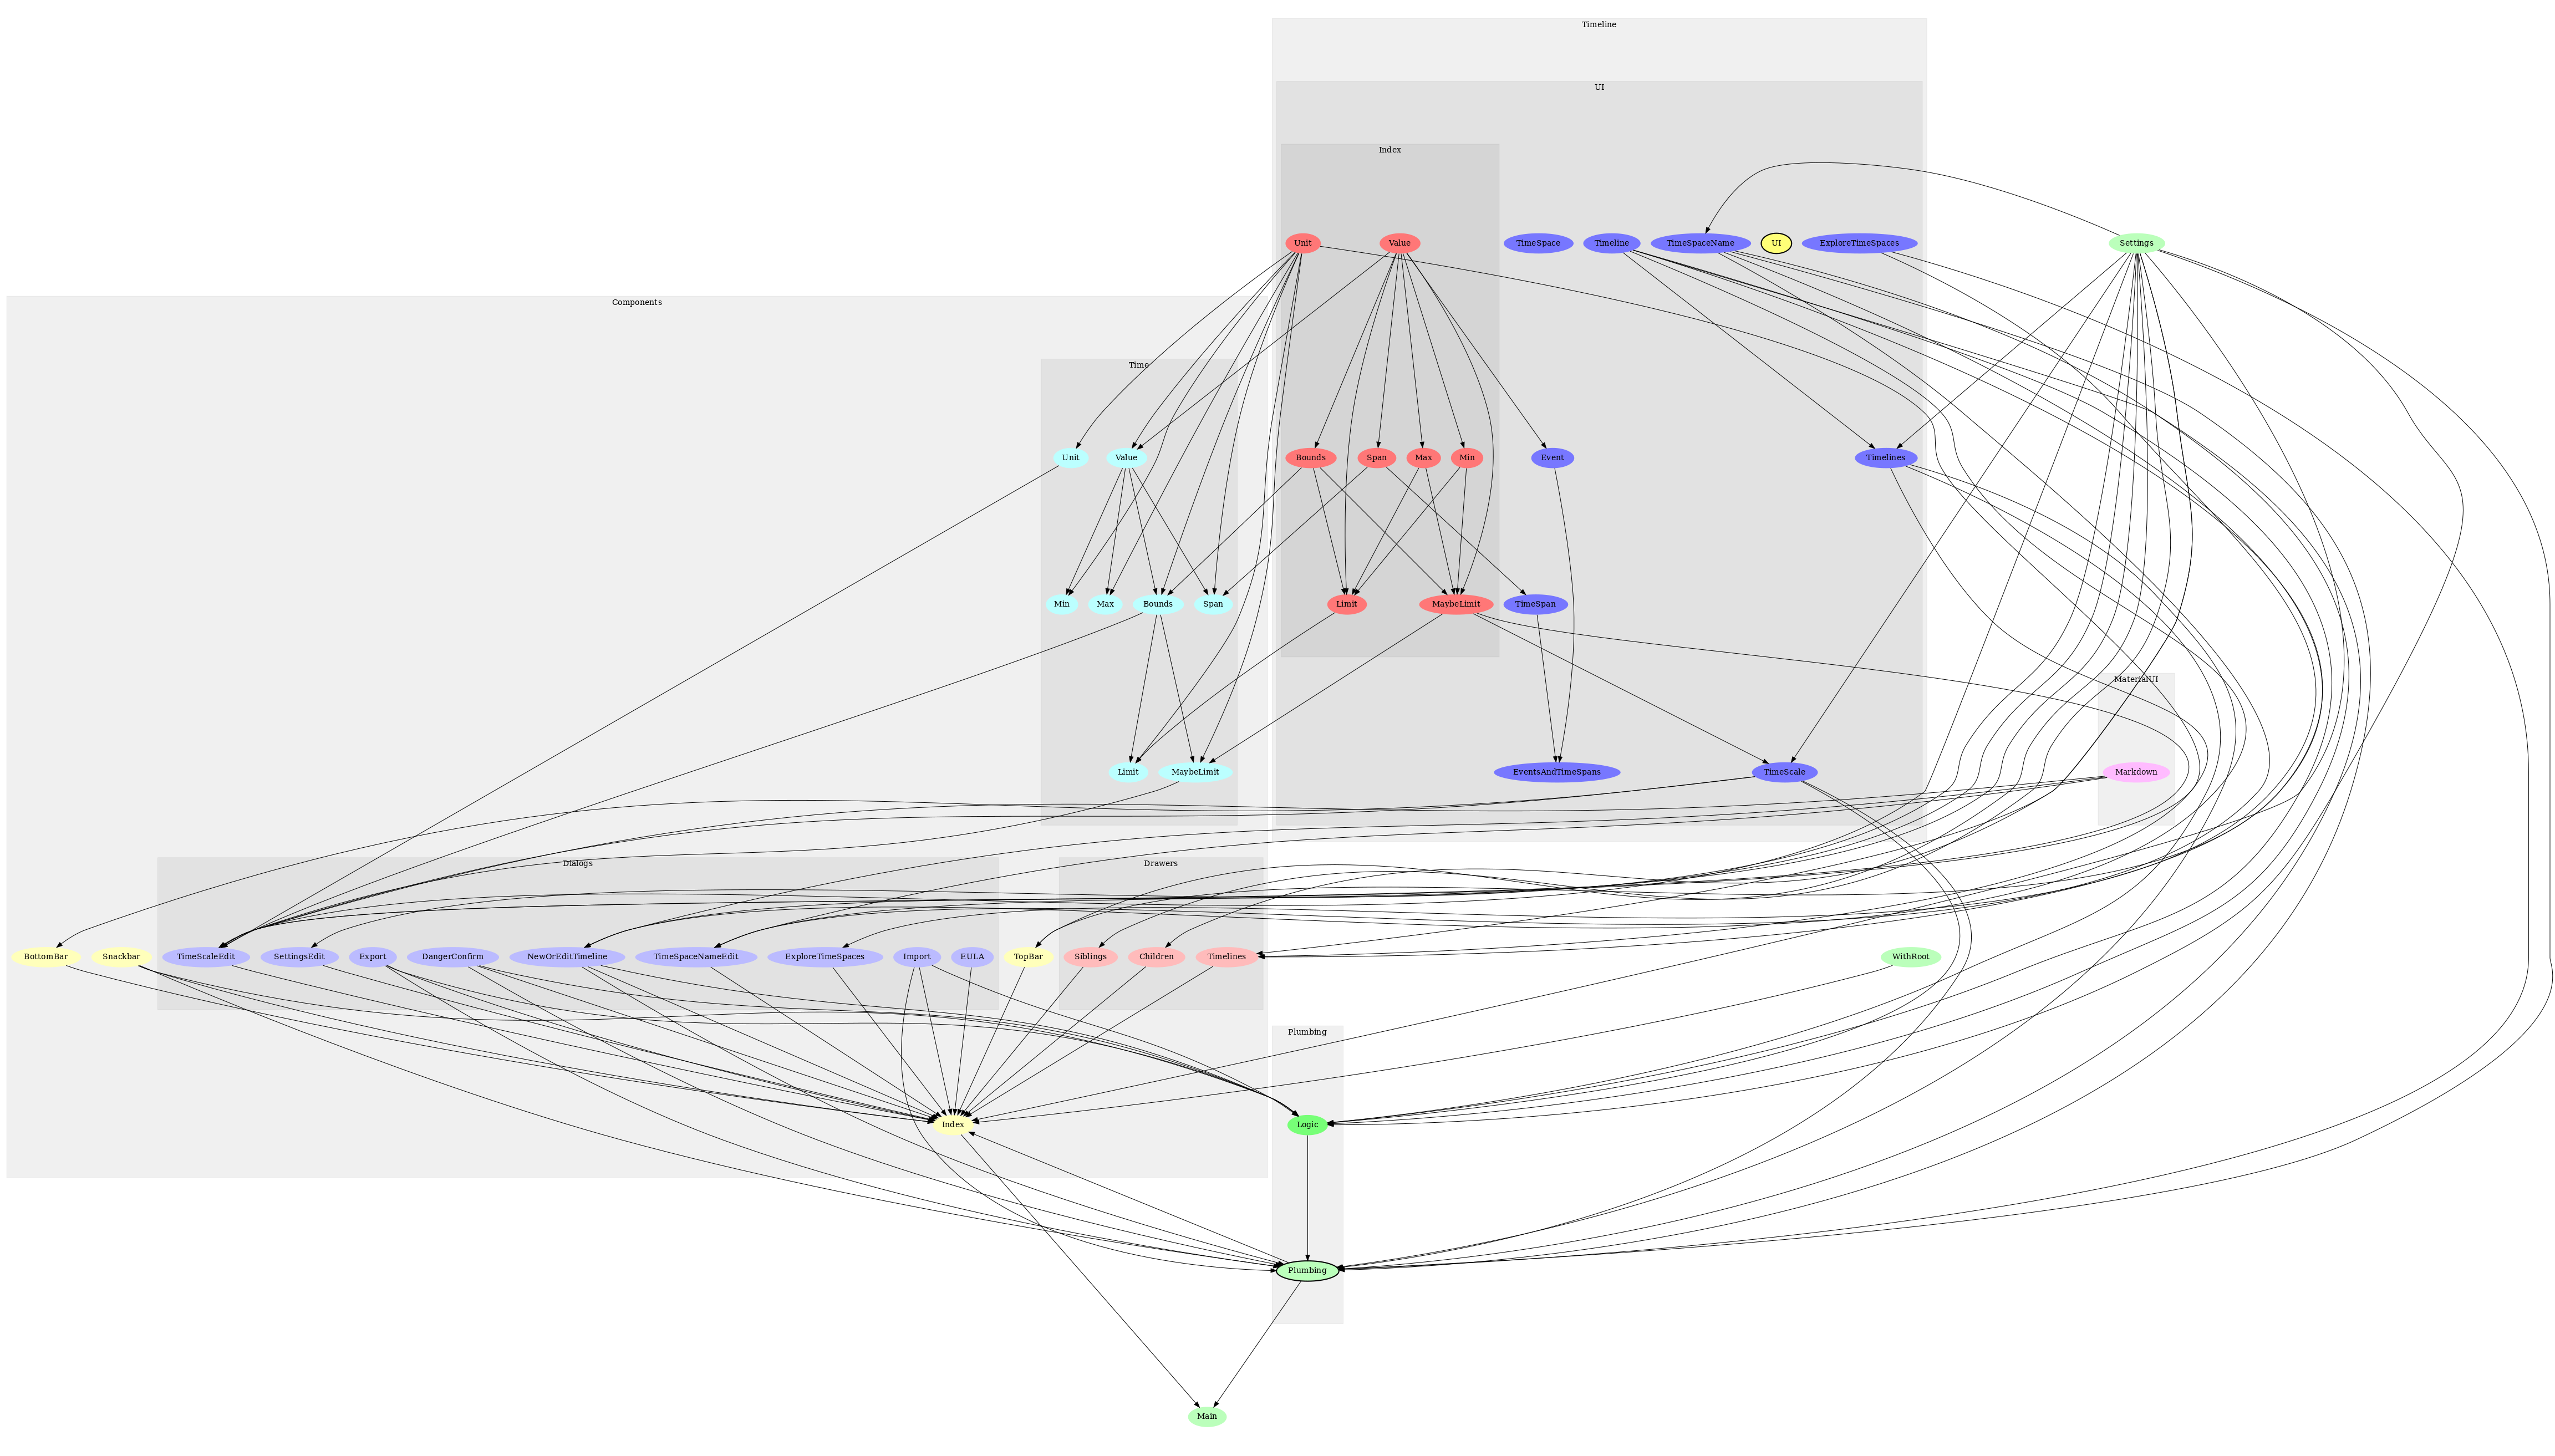 Timeline
UI
Index
Unit
Value
TimeSpace
Timeline
TimeSpaceName
UI
ExploreTimeSpaces
Settings
Components
Time
Unit
Value
Bounds
Span
Max
Min
Event
Timelines
Min
Max
Bounds
Span
Limit
MaybeLimit
TimeSpan
MaterialUI
Limit
MaybeLimit
EventsAndTimeSpans
TimeScale
Markdown
Dialogs
Drawers
BottomBar
Snackbar
TimeScaleEdit
SettingsEdit
Export
DangerConfirm
NewOrEditTimeline
TimeSpaceNameEdit
ExploreTimeSpaces
Import
EULA
TopBar
Siblings
Children
Timelines
WithRoot
Plumbing
Index
Logic
Plumbing
Main